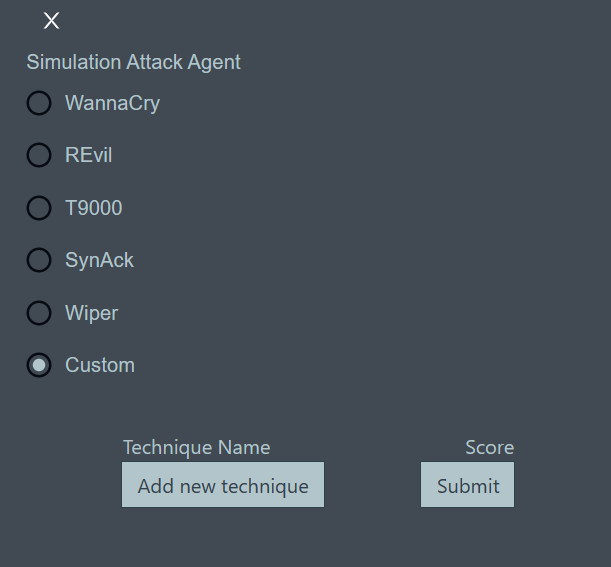 X
Simulation Attack Agent
WannaCry
REvil
T9000
SynAck
Wiper
Custom
Technique Name Score
Add new technique Submit